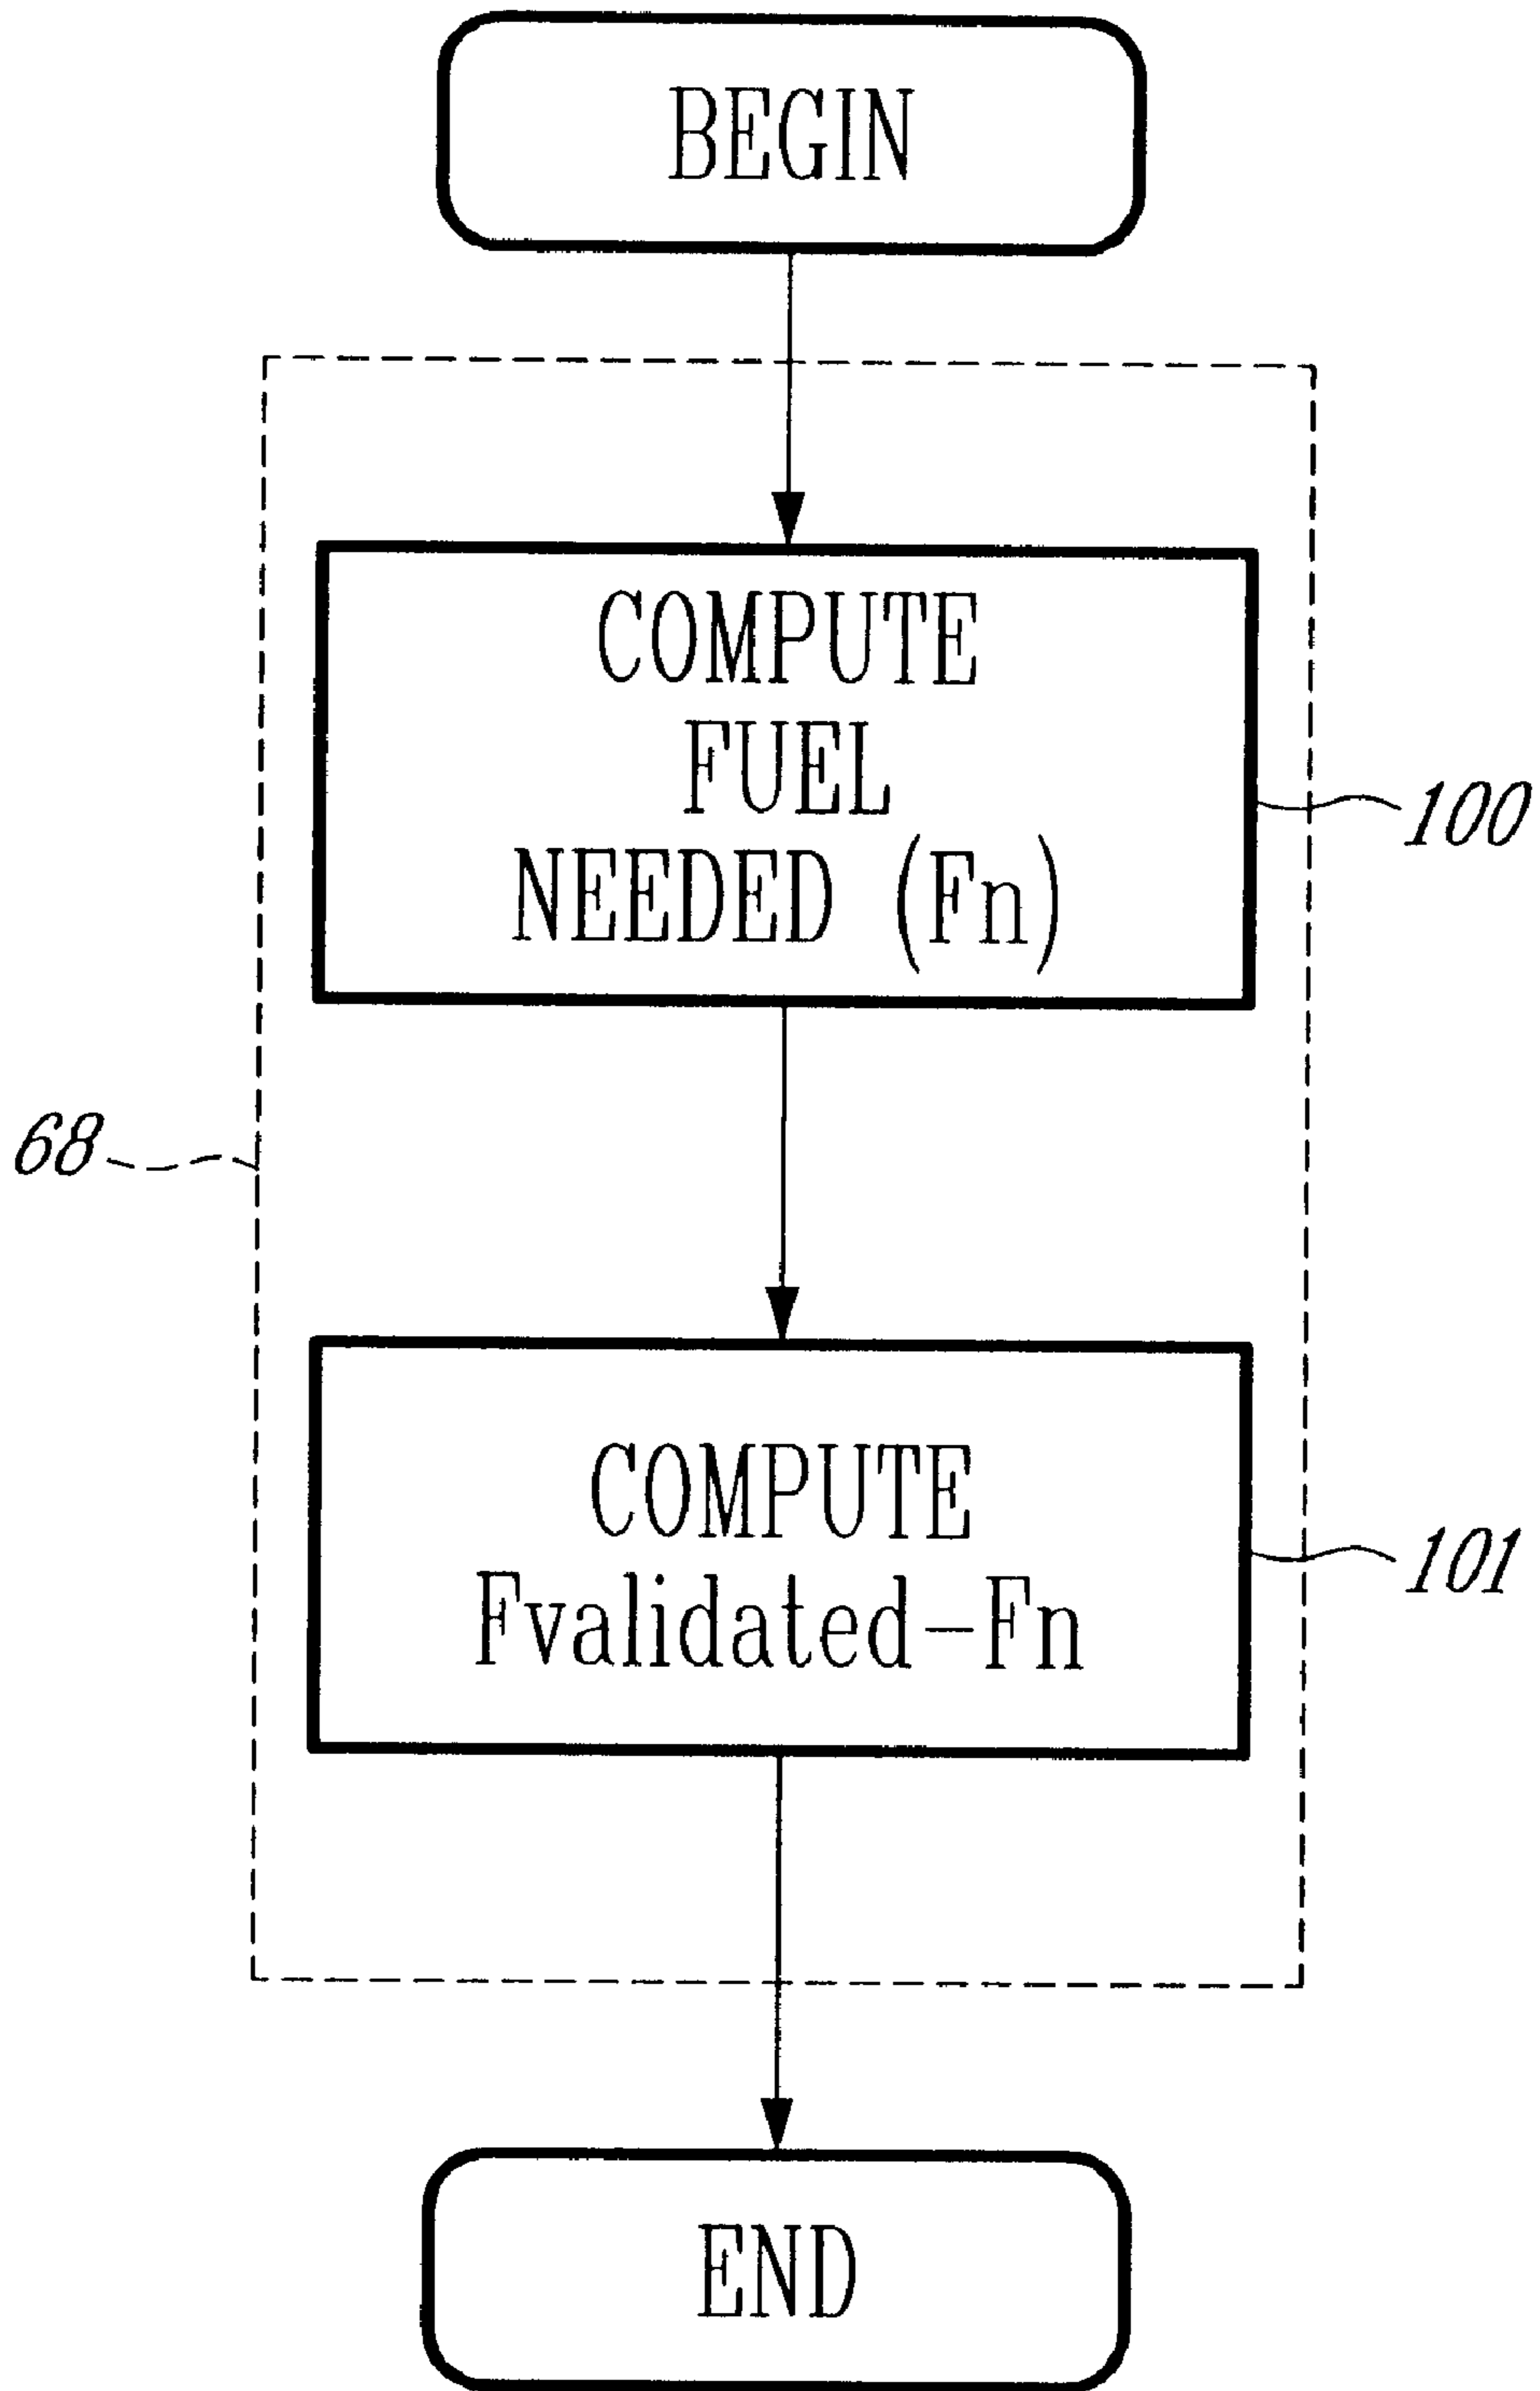 BEGIN
COMPUTE
FUEL
NEEDED (Fn)
100
68
COMPUTE
Fvalidated-Fn
101
END